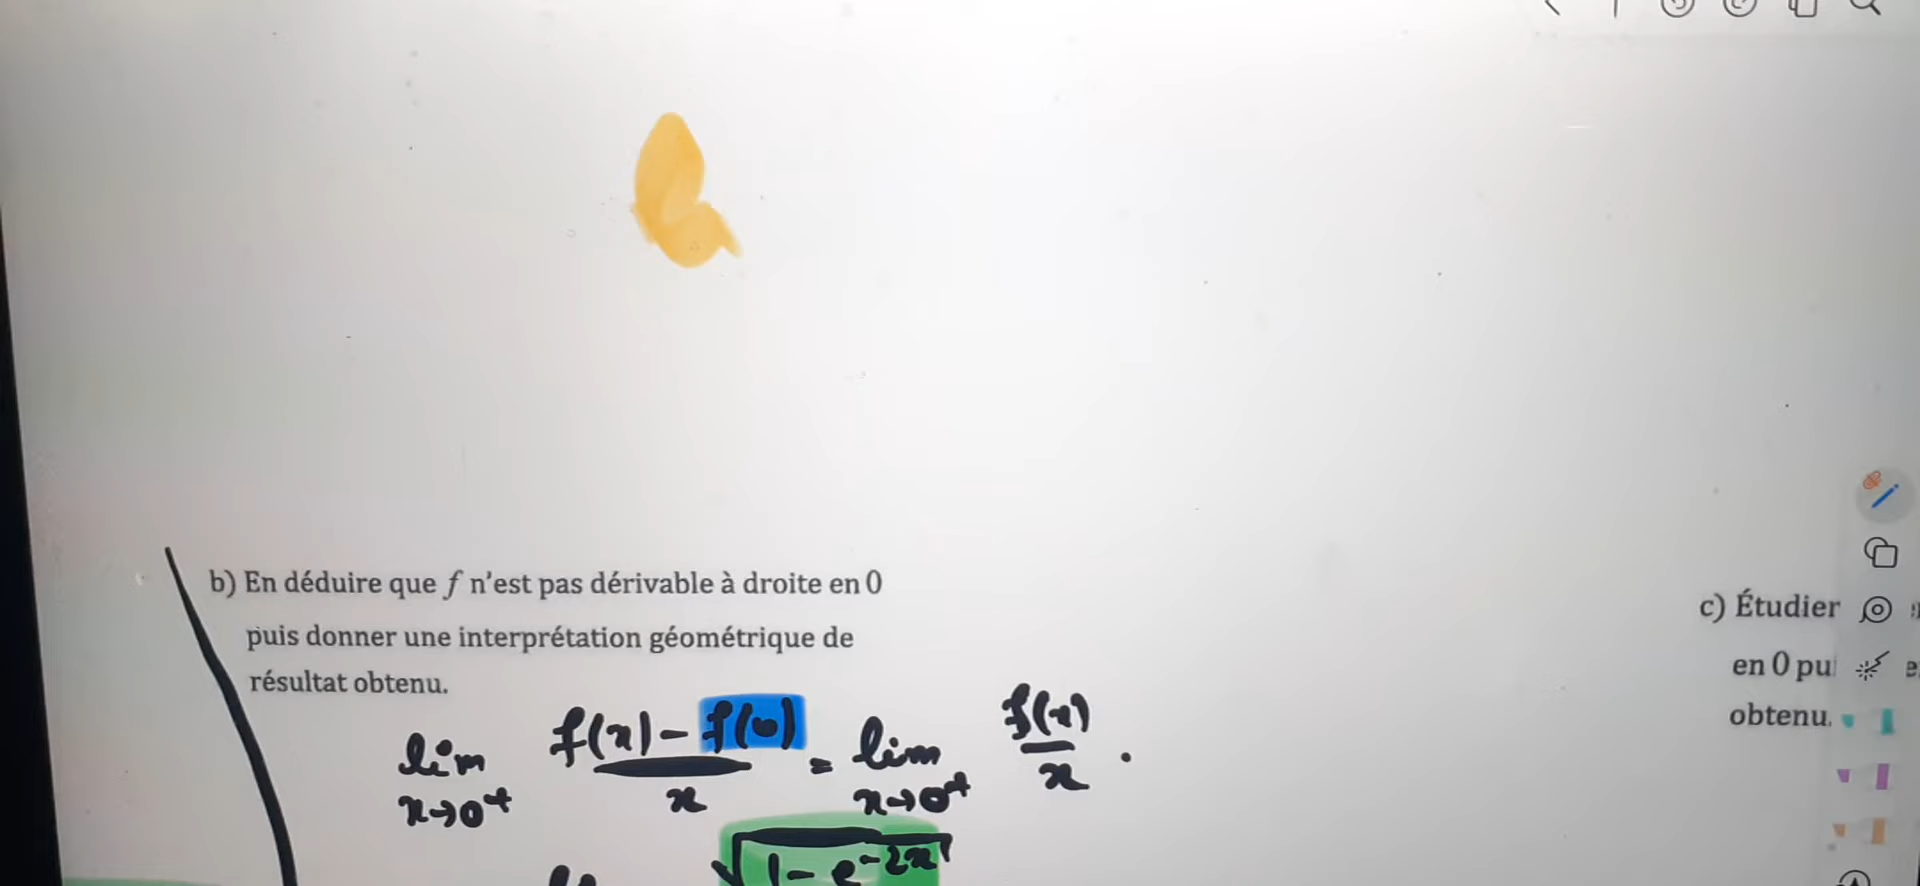 b) En déduire que f n'est pas dérivable à droite en 0
puis donner une interprétation géométrique de
résultat obtenu.
lim x→0⁺ (f(x) - f(0))/x = lim x→0⁺ f(x)/x .
√(1 - e^(-2x))
c) Étudier
en 0 pui
obtenu.